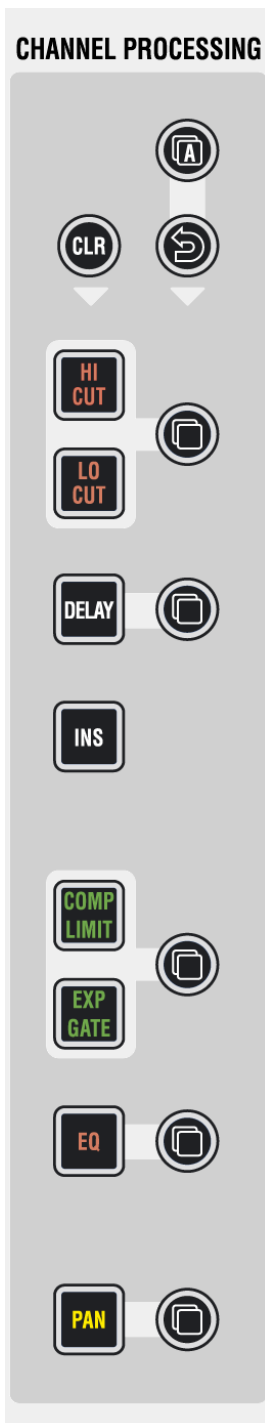 CHANNEL PROCESSING
A
CLR
HI
CUT
LO
CUT
DELAY
INS
COMP
LIMIT
EXP
GATE
EQ
PAN